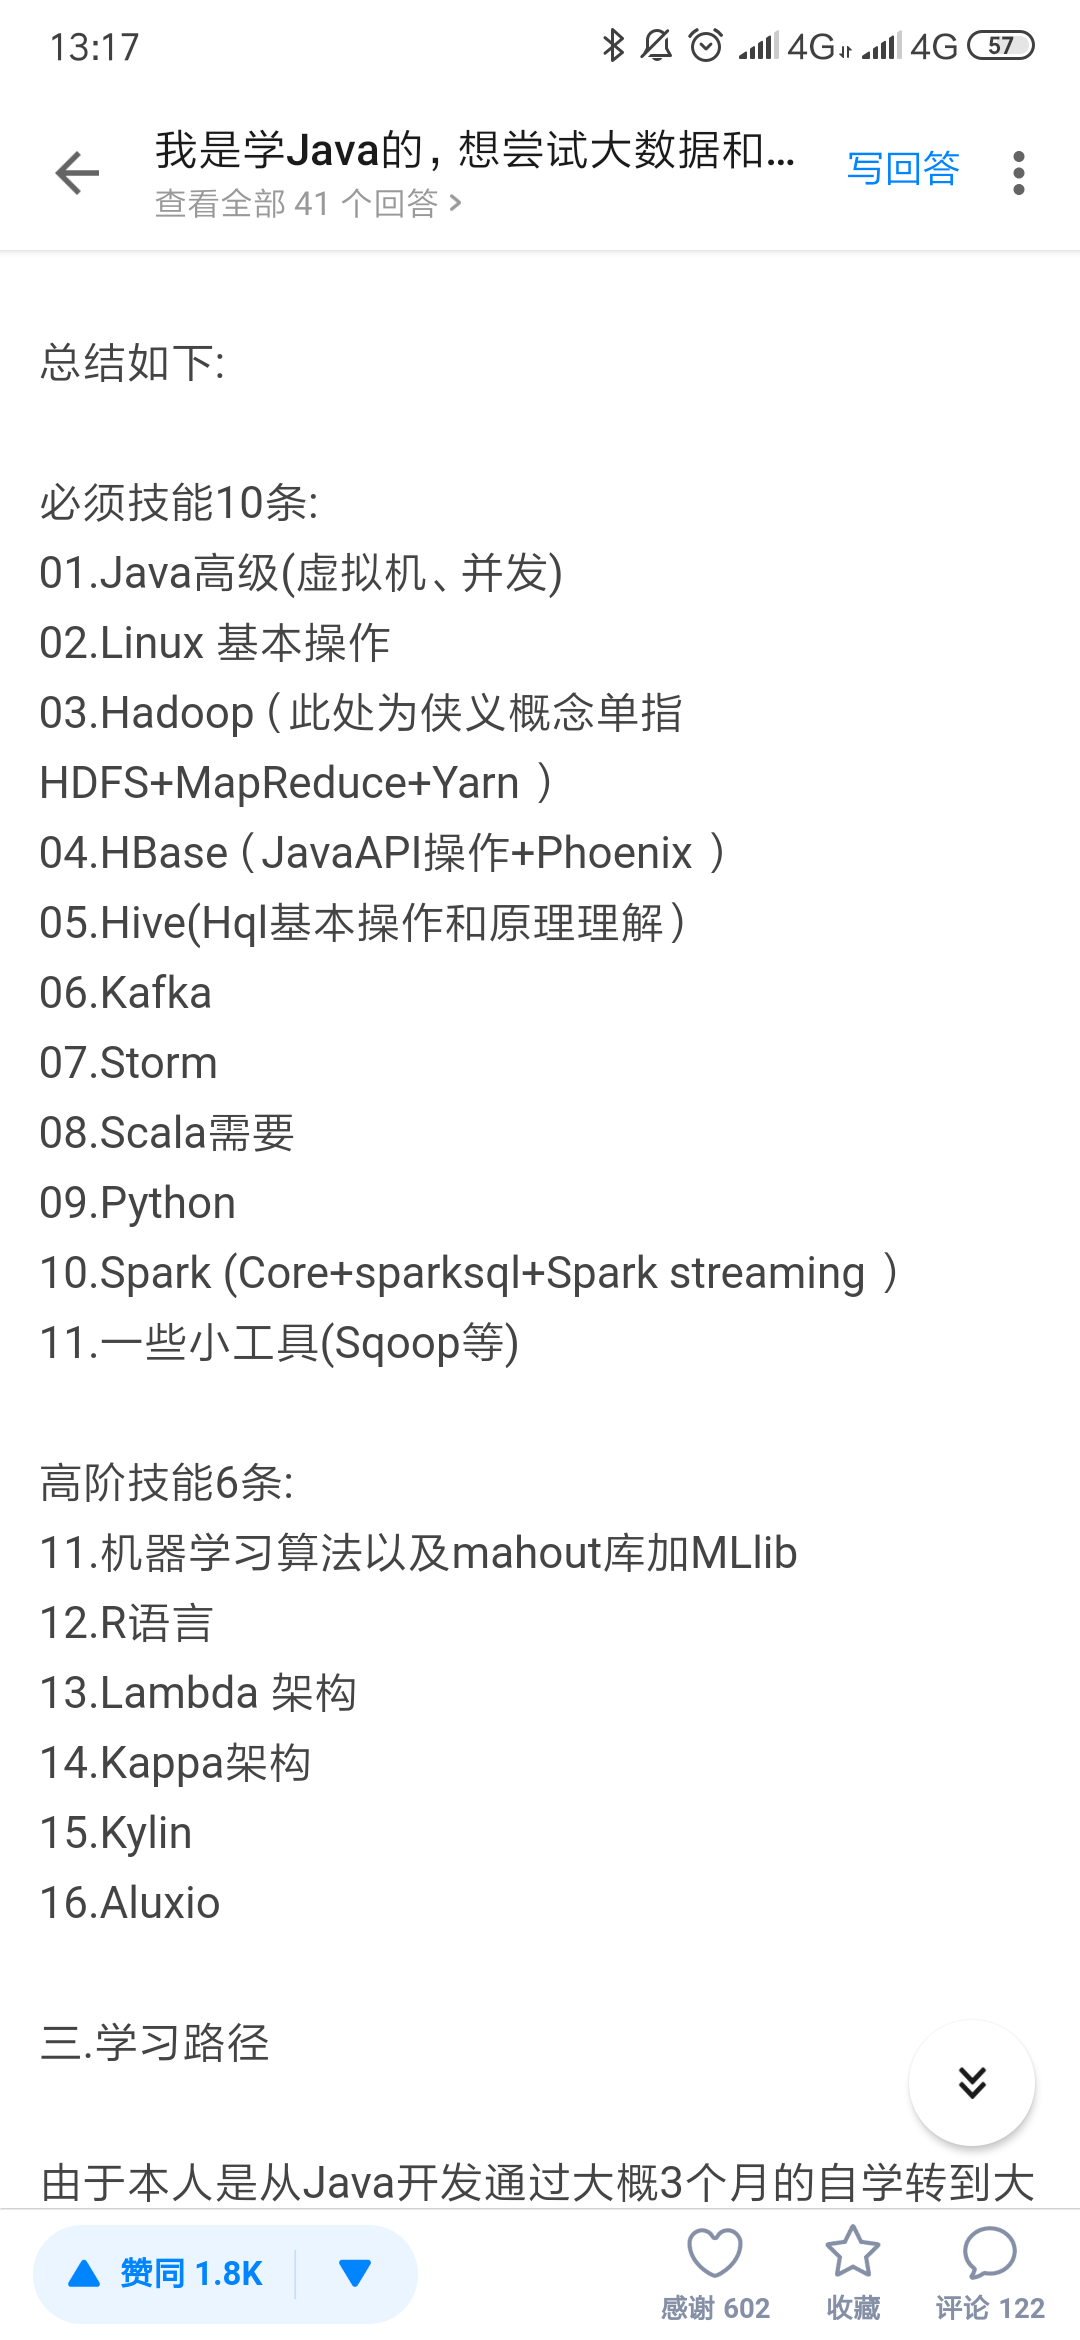 13:17 4G 4G 57
我是学Java的，想尝试大数据和... 写回答
查看全部 41 个回答 >
总结如下:
必须技能10条:
01.Java高级(虚拟机、并发)
02.Linux 基本操作
03.Hadoop（此处为侠义概念单指
HDFS+MapReduce+Yarn ）
04.HBase（JavaAPI操作+Phoenix ）
05.Hive(Hql基本操作和原理理解）
06.Kafka
07.Storm
08.Scala需要
09.Python
10.Spark (Core+sparksql+Spark streaming ）
11.一些小工具(Sqoop等)
高阶技能6条:
11.机器学习算法以及mahout库加MLlib
12.R语言
13.Lambda 架构
14.Kappa架构
15.Kylin
16.Aluxio
三.学习路径
由于本人是从Java开发通过大概3个月的自学转到大
赞同 1.8K
感谢 602 收藏 评论 122